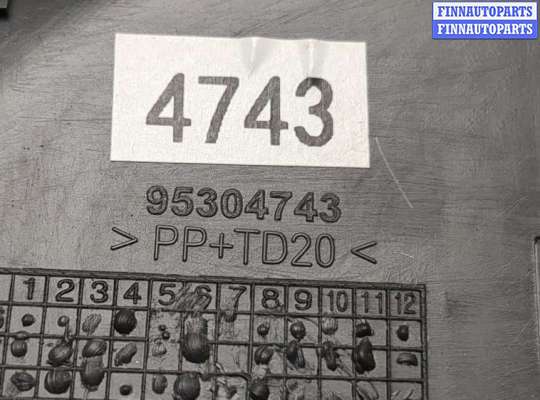 FINNAUTOPARTS
FINNAUTOPARTS
4743
95304743
> PP+TD20 <
1 2 3 4 5 6 7 8 9 10 11 12